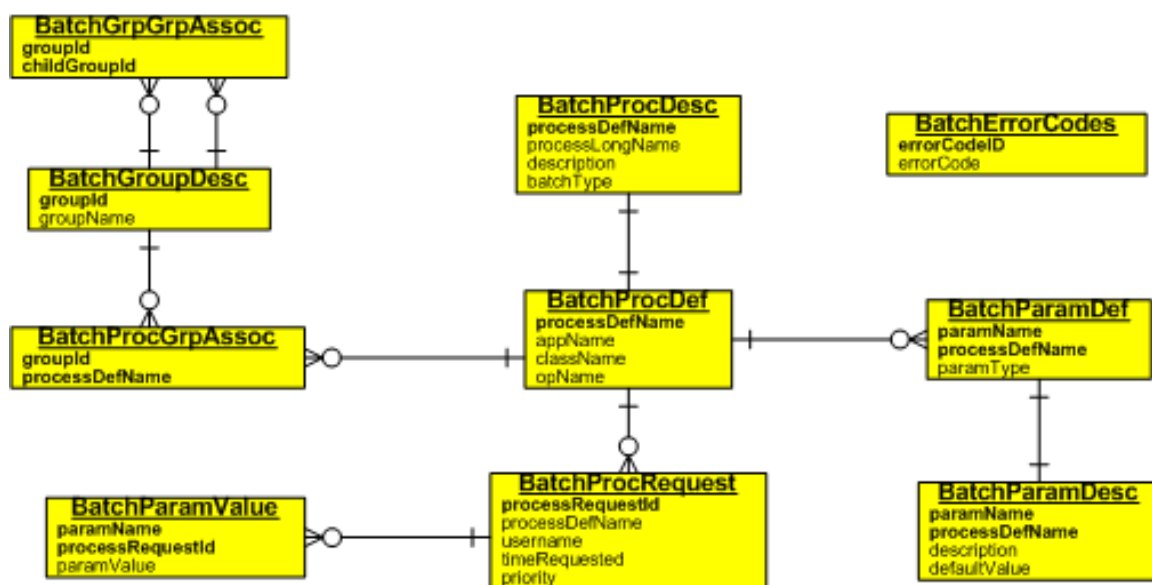 BatchGrpGrpAssoc
groupId
childGroupId
BatchProcDesc
processDefName
processLongName
description
batchType
BatchErrorCodes
errorCodeID
errorCode
BatchGroupDesc
groupId
groupName
BatchProcDef
processDefName
appName
className
opName
BatchParamDef
paramName
processDefName
paramType
BatchProcGrpAssoc
groupId
processDefName
BatchParamValue
paramName
processRequestId
paramValue
BatchProcRequest
processRequestId
processDefName
username
timeRequested
priority
BatchParamDesc
paramName
processDefName
description
defaultValue